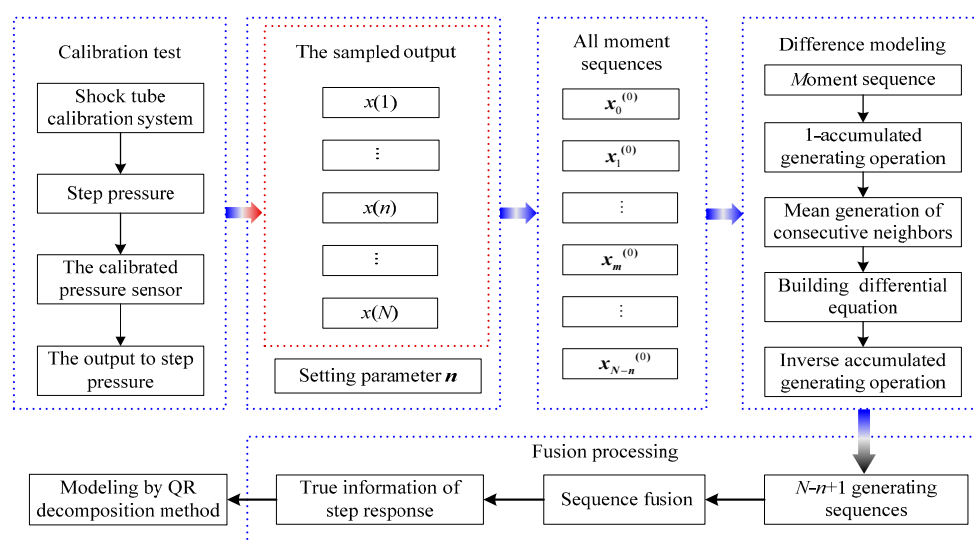 Calibration test
Shock tube
calibration system
Step pressure
The calibrated
pressure sensor
The output to step
pressure
The sampled output
x(1)
⋮
x(n)
⋮
x(N)
Setting parameter n
All moment
sequences
x₀⁽⁰⁾
x₁⁽⁰⁾
⋮
xₘ⁽⁰⁾
⋮
x_{N−n}⁽⁰⁾
Difference modeling
Moment sequence
1-accumulated
generating operation
Mean generation of
consecutive neighbors
Building differential
equation
Inverse accumulated
generating operation
Fusion processing
N-n+1 generating
sequences
Sequence fusion
True information of
step response
Modeling by QR
decomposition method